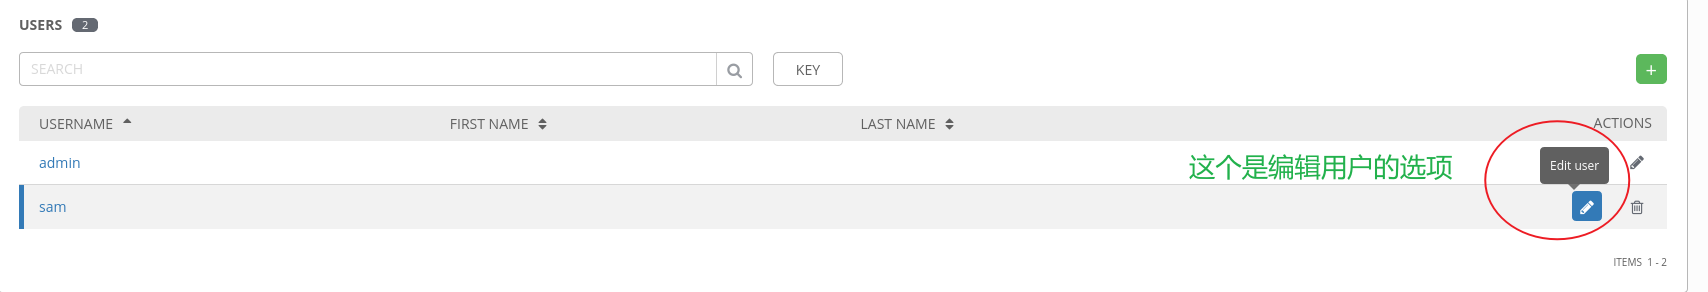 USERS 2
SEARCH KEY +
USERNAME FIRST NAME LAST NAME ACTIONS
admin 这个是编辑用户的选项 Edit user
sam
ITEMS 1 - 2